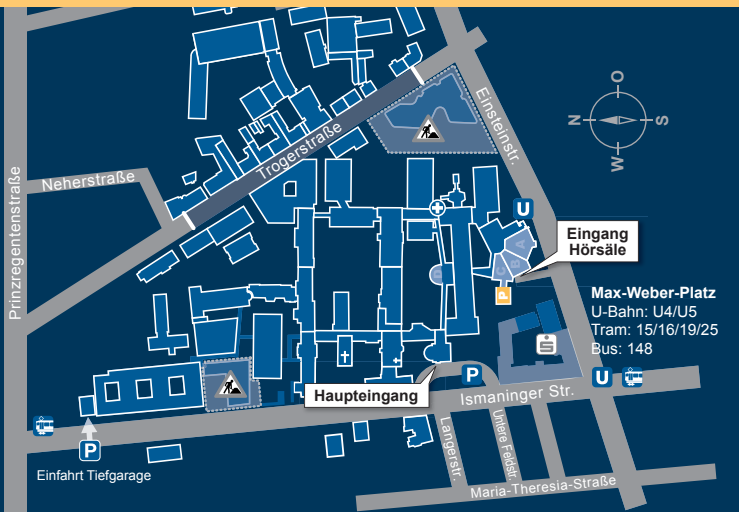 O
N
S
W
Einsteinstr.
Trogerstraße
Neherstraße
Prinzregentenstraße
U
Eingang
Hörsäle
A
B
C
D
P
Max-Weber-Platz
U-Bahn: U4/U5
Tram: 15/16/19/25
Bus: 148
S
P
U
Haupteingang
Ismaninger Str.
Langerstr.
Untere Feldstr.
Maria-Theresia-Straße
P
Einfahrt Tiefgarage